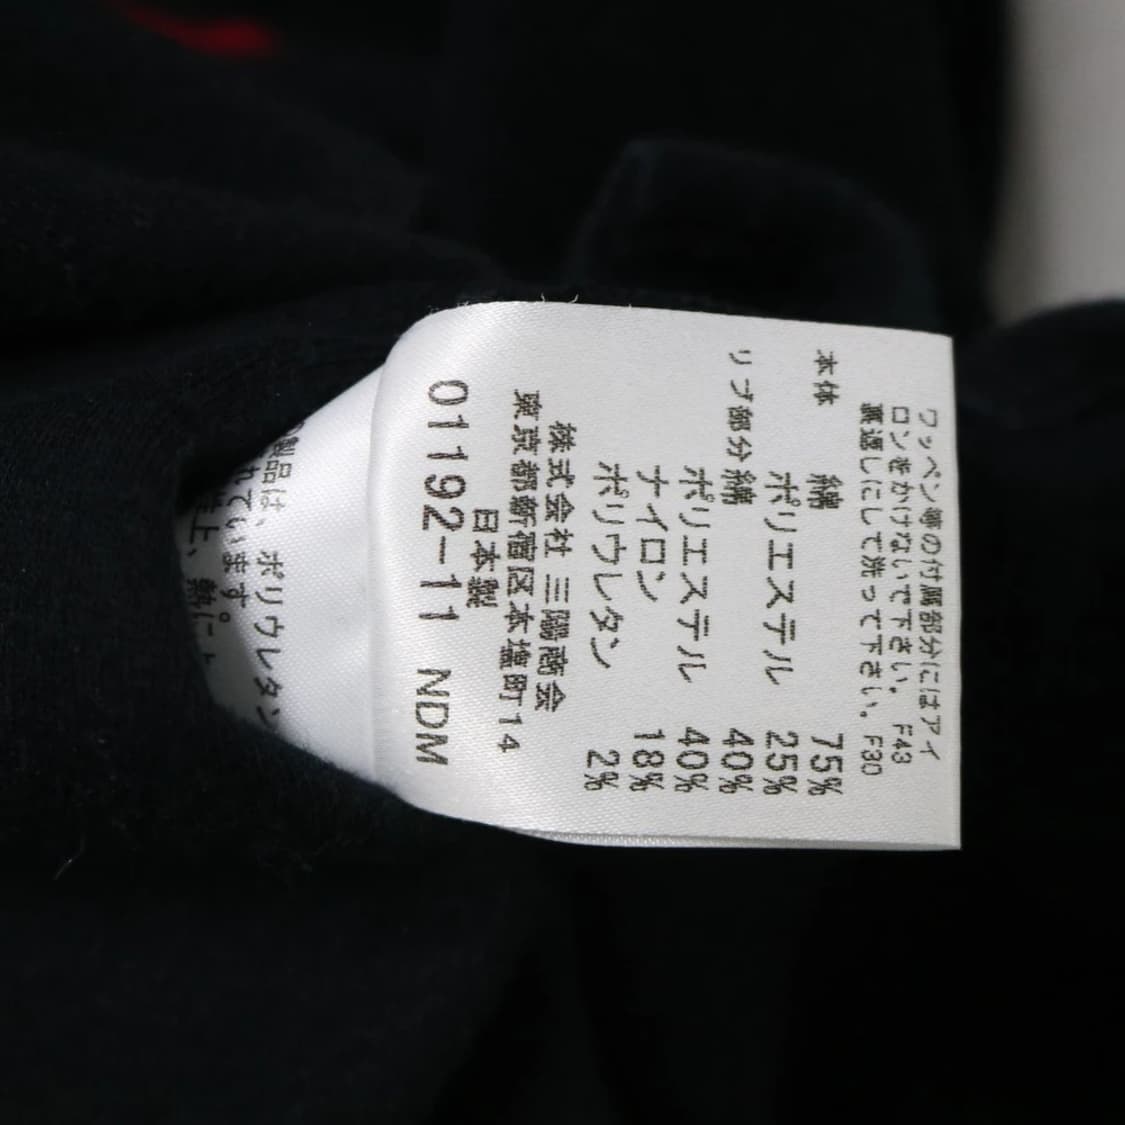 ワッペン等の付属部分にはアイ
ロンをかけないで下さい。 F43
裏返しにして洗って下さい。F30
本体 綿 75%
ポリエステル 25%
リブ部分 綿 40%
ポリエステル 40%
ナイロン 18%
ポリウレタン 2%
株式会社 三陽商会
東京都新宿区本塩町14
日本製
01192-11 NDM
製品は、ポリウレタン
れています。
上、熱に